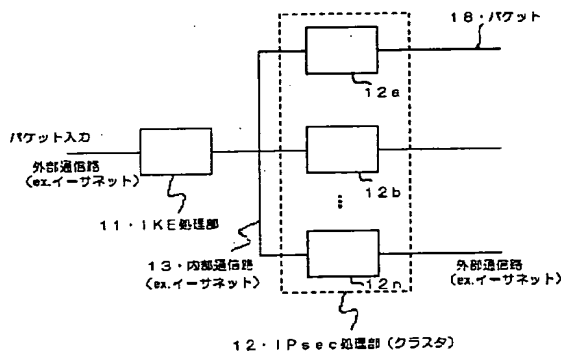 18・パケット
12a
パケット入力
外部通信路
(ex.イーサネット)
12b
11・IKE処理部
13・内部通信路
(ex.イーサネット)
12n
外部通信路
(ex.イーサネット)
12・IPsec処理部(クラスタ)